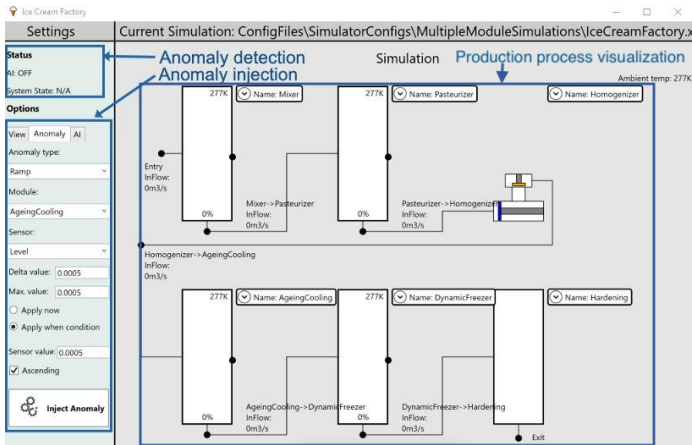 Ice Cream Factory
Settings
Current Simulation: ConfigFiles\SimulatorConfigs\MultipleModuleSimulations\IceCreamFactory.x
Status
AI: OFF
System State: N/A
Anomaly detection
Anomaly injection
Simulation
Production process visualization
Ambient temp: 277K
Options
View Anomaly AI
Anomaly type:
Ramp
Module:
AgeingCooling
Sensor:
Level
Delta value: 0.0005
Max. value: 0.0005
Apply now
Apply when condition
Sensor value: 0.0005
Ascending
Inject Anomaly
277K
Name: Mixer
277K
Name: Pasteurizer
Name: Homogenizer
Entry
InFlow:
0m3/s
0%
Mixer->Pasteurizer
InFlow:
0m3/s
0%
Pasteurizer->Homogenizer
InFlow:
0m3/s
Homogenizer->AgeingCooling
InFlow:
0m3/s
277K
Name: AgeingCooling
277K
Name: DynamicFreezer
Name: Hardening
0%
AgeingCooling->DynamicFreezer
InFlow:
0m3/s
0%
DynamicFreezer->Hardening
InFlow:
0m3/s
Exit